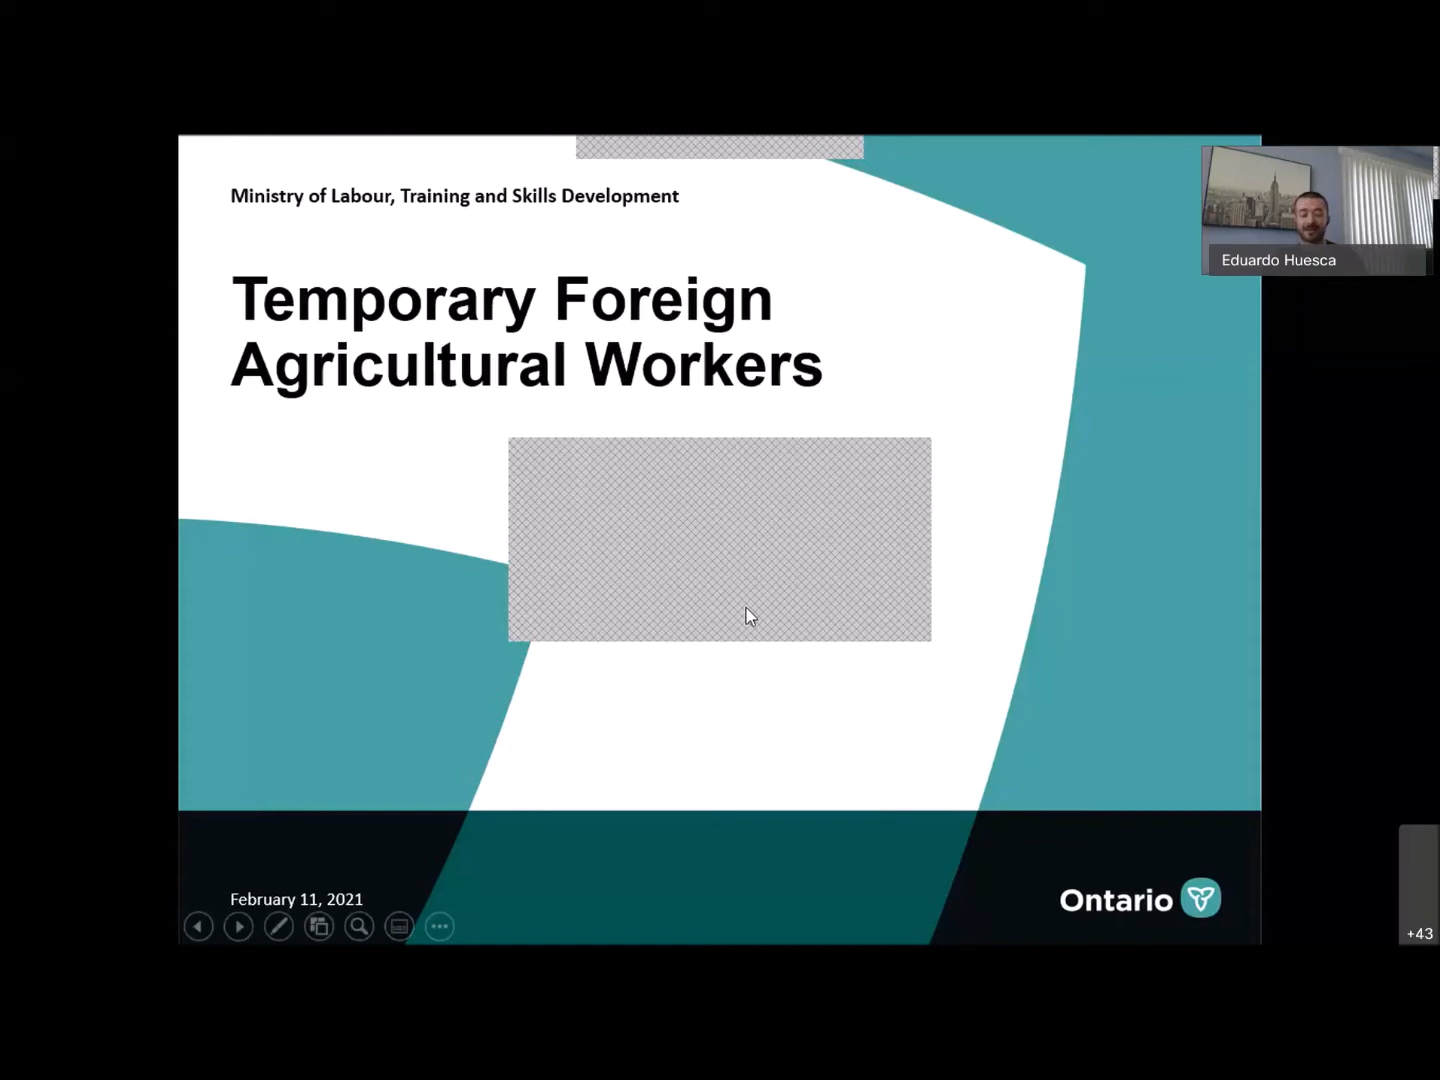 Ministry of Labour, Training and Skills Development
Temporary Foreign
Agricultural Workers
Eduardo Huesca
February 11, 2021
Ontario
+43